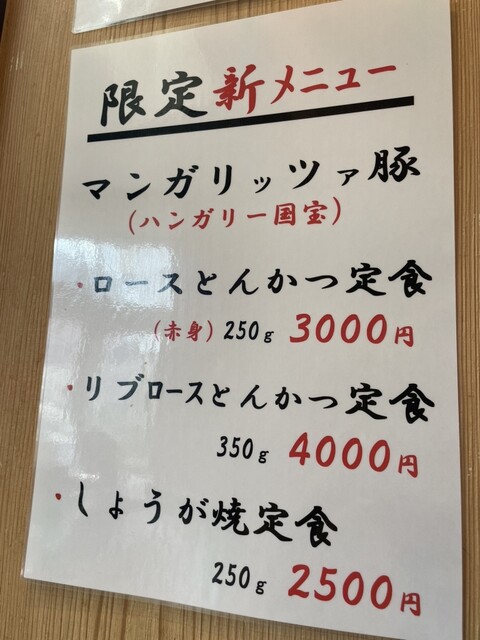 限定新メニュー
マンガリッツァ豚
(ハンガリー国宝)
・ロースとんかつ定食
(赤身) 250g 3000円
・リブロースとんかつ定食
350g 4000円
・しょうが焼定食
250g 2500円